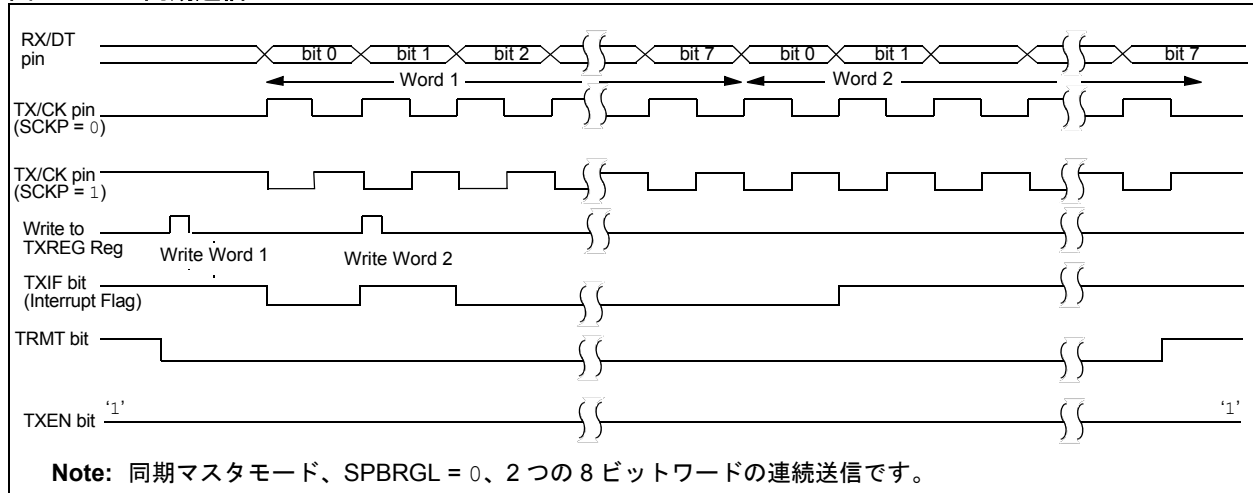 RX/DT
pin
bit 0 bit 1 bit 2 bit 7 bit 0 bit 1 bit 7
Word 1 Word 2
TX/CK pin
(SCKP = 0)
TX/CK pin
(SCKP = 1)
Write to
TXREG Reg
Write Word 1 Write Word 2
TXIF bit
(Interrupt Flag)
TRMT bit
TXEN bit ‘1’ ‘1’
Note: 同期マスタモード、SPBRGL = 0、2 つの 8 ビットワードの連続送信です。